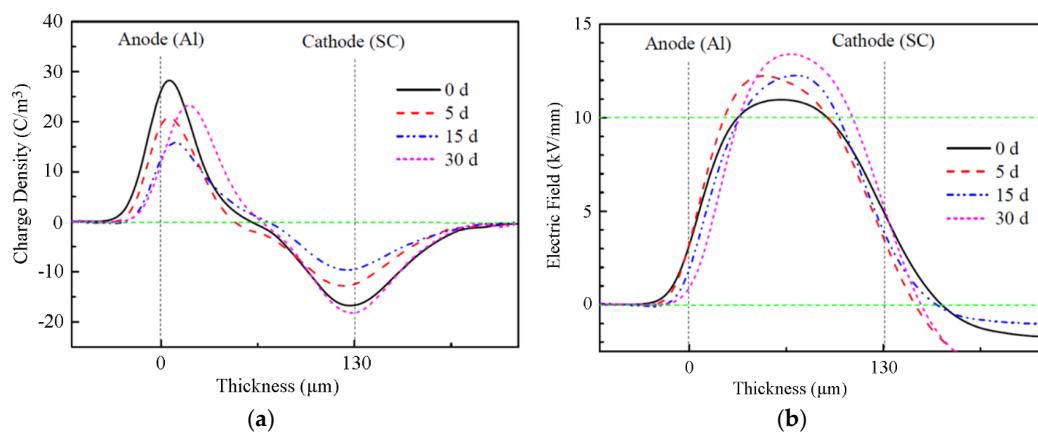 40
30
20
10
0
-10
-20
Charge Density (C/m³)
Anode (Al)
Cathode (SC)
0 d
5 d
15 d
30 d
0
130
Thickness (μm)
(a)
15
10
5
0
Electric Field (kV/mm)
Anode (Al)
Cathode (SC)
0 d
5 d
15 d
30 d
0
130
Thickness (μm)
(b)